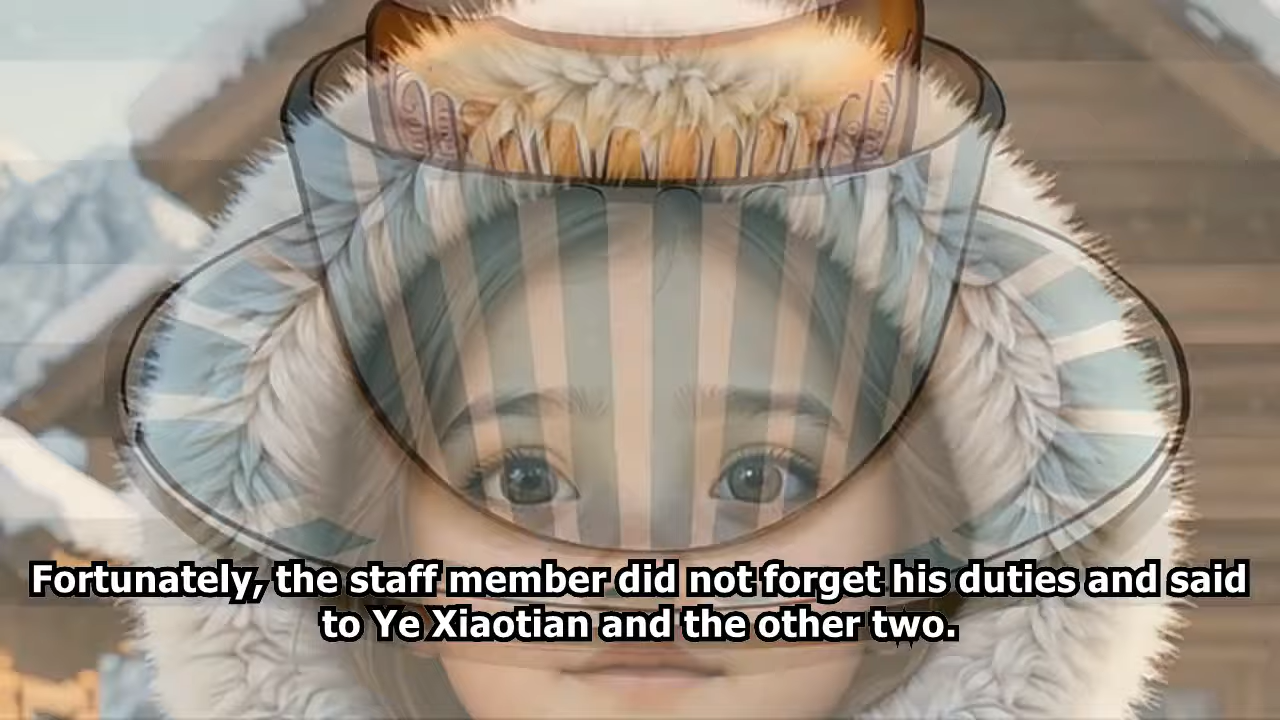 Fortunately, the staff member did not forget his duties and said
to Ye Xiaotian and the other two.